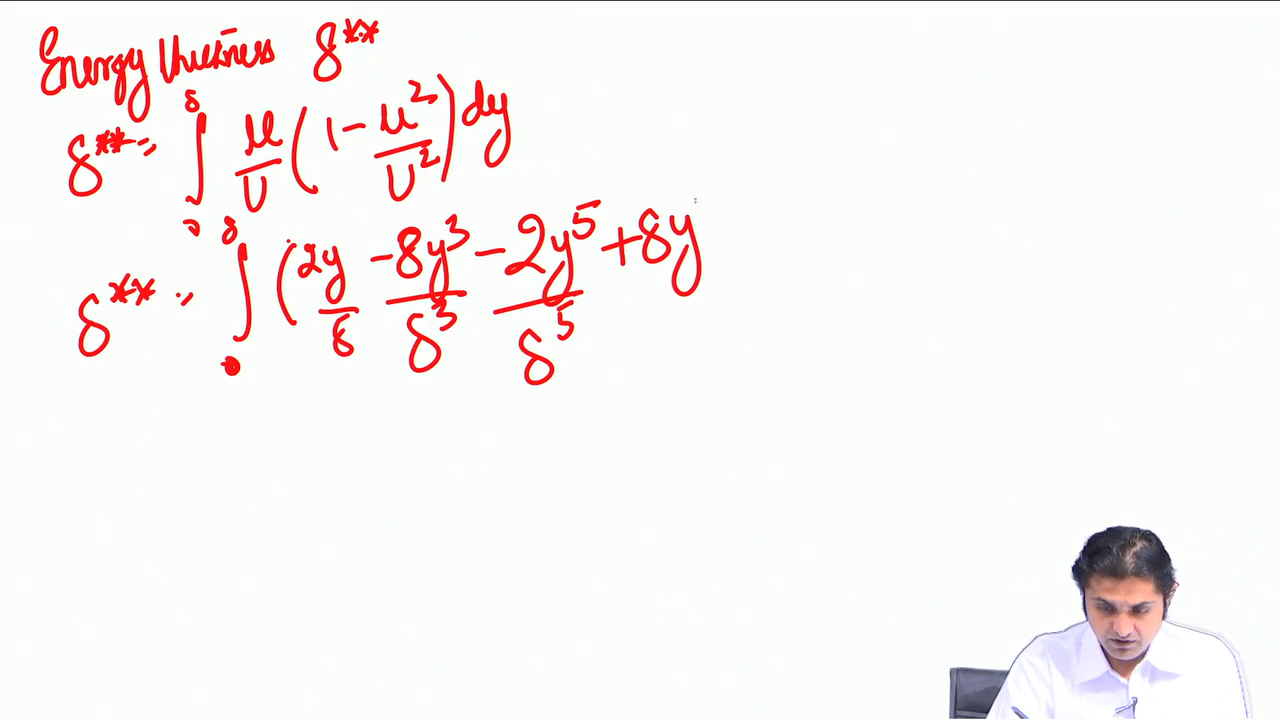 Energy thickness δ**
δ** = ∫₀^δ u/U (1 - u²/U²) dy
δ** = ∫₀^δ (2y/δ - 8y³/δ³ - 2y⁵/δ⁵ + 8y